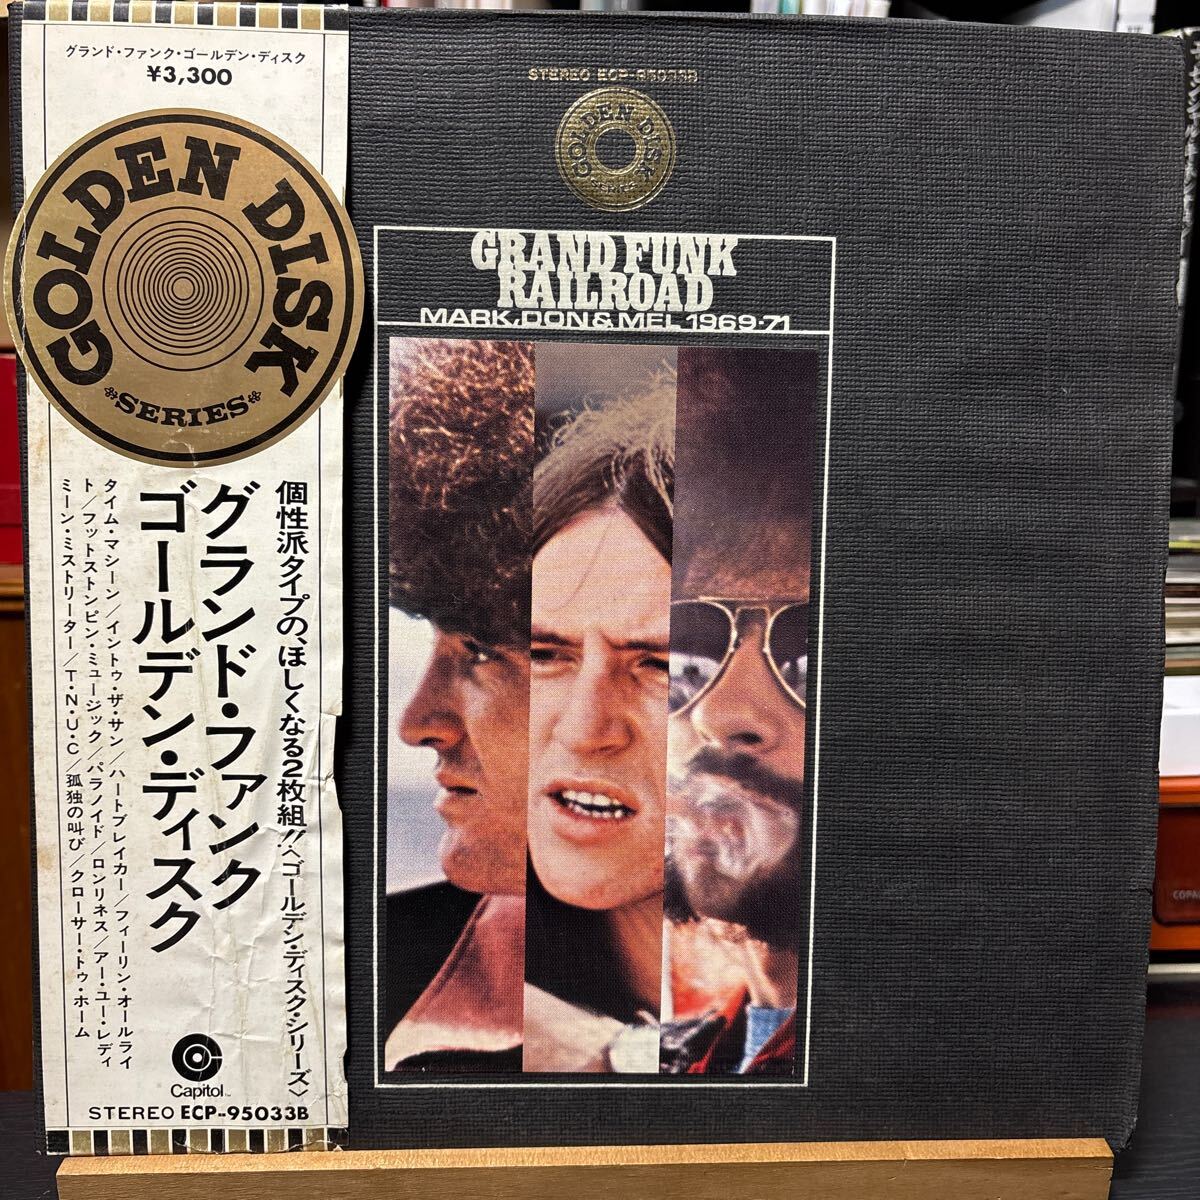 グランド・ファンク・ゴールデン・ディスク
¥3,300
GOLDEN DISK
SERIES
個性派タイプの、ほしくなる2枚組!!〈ゴールデン・ディスク・シリーズ〉
グランド・ファンク
ゴールデン・ディスク
タイム・マシーン/イントゥ・ザ・サン/ハートブレイカー/フィーリン・オールライ
ト/フットストンピン・ミュージック/パラノイド/ロンリネス/アー・ユー・レディ
ミーン・ミストリーター/T・N・U・C/孤独の叫び/クローサー・トゥ・ホーム
Capitol
STEREO ECP-95033B
STEREO ECP-95033B
GOLDEN DISK
SERIES
GRAND FUNK
RAILROAD
MARK, DON & MEL 1969-71